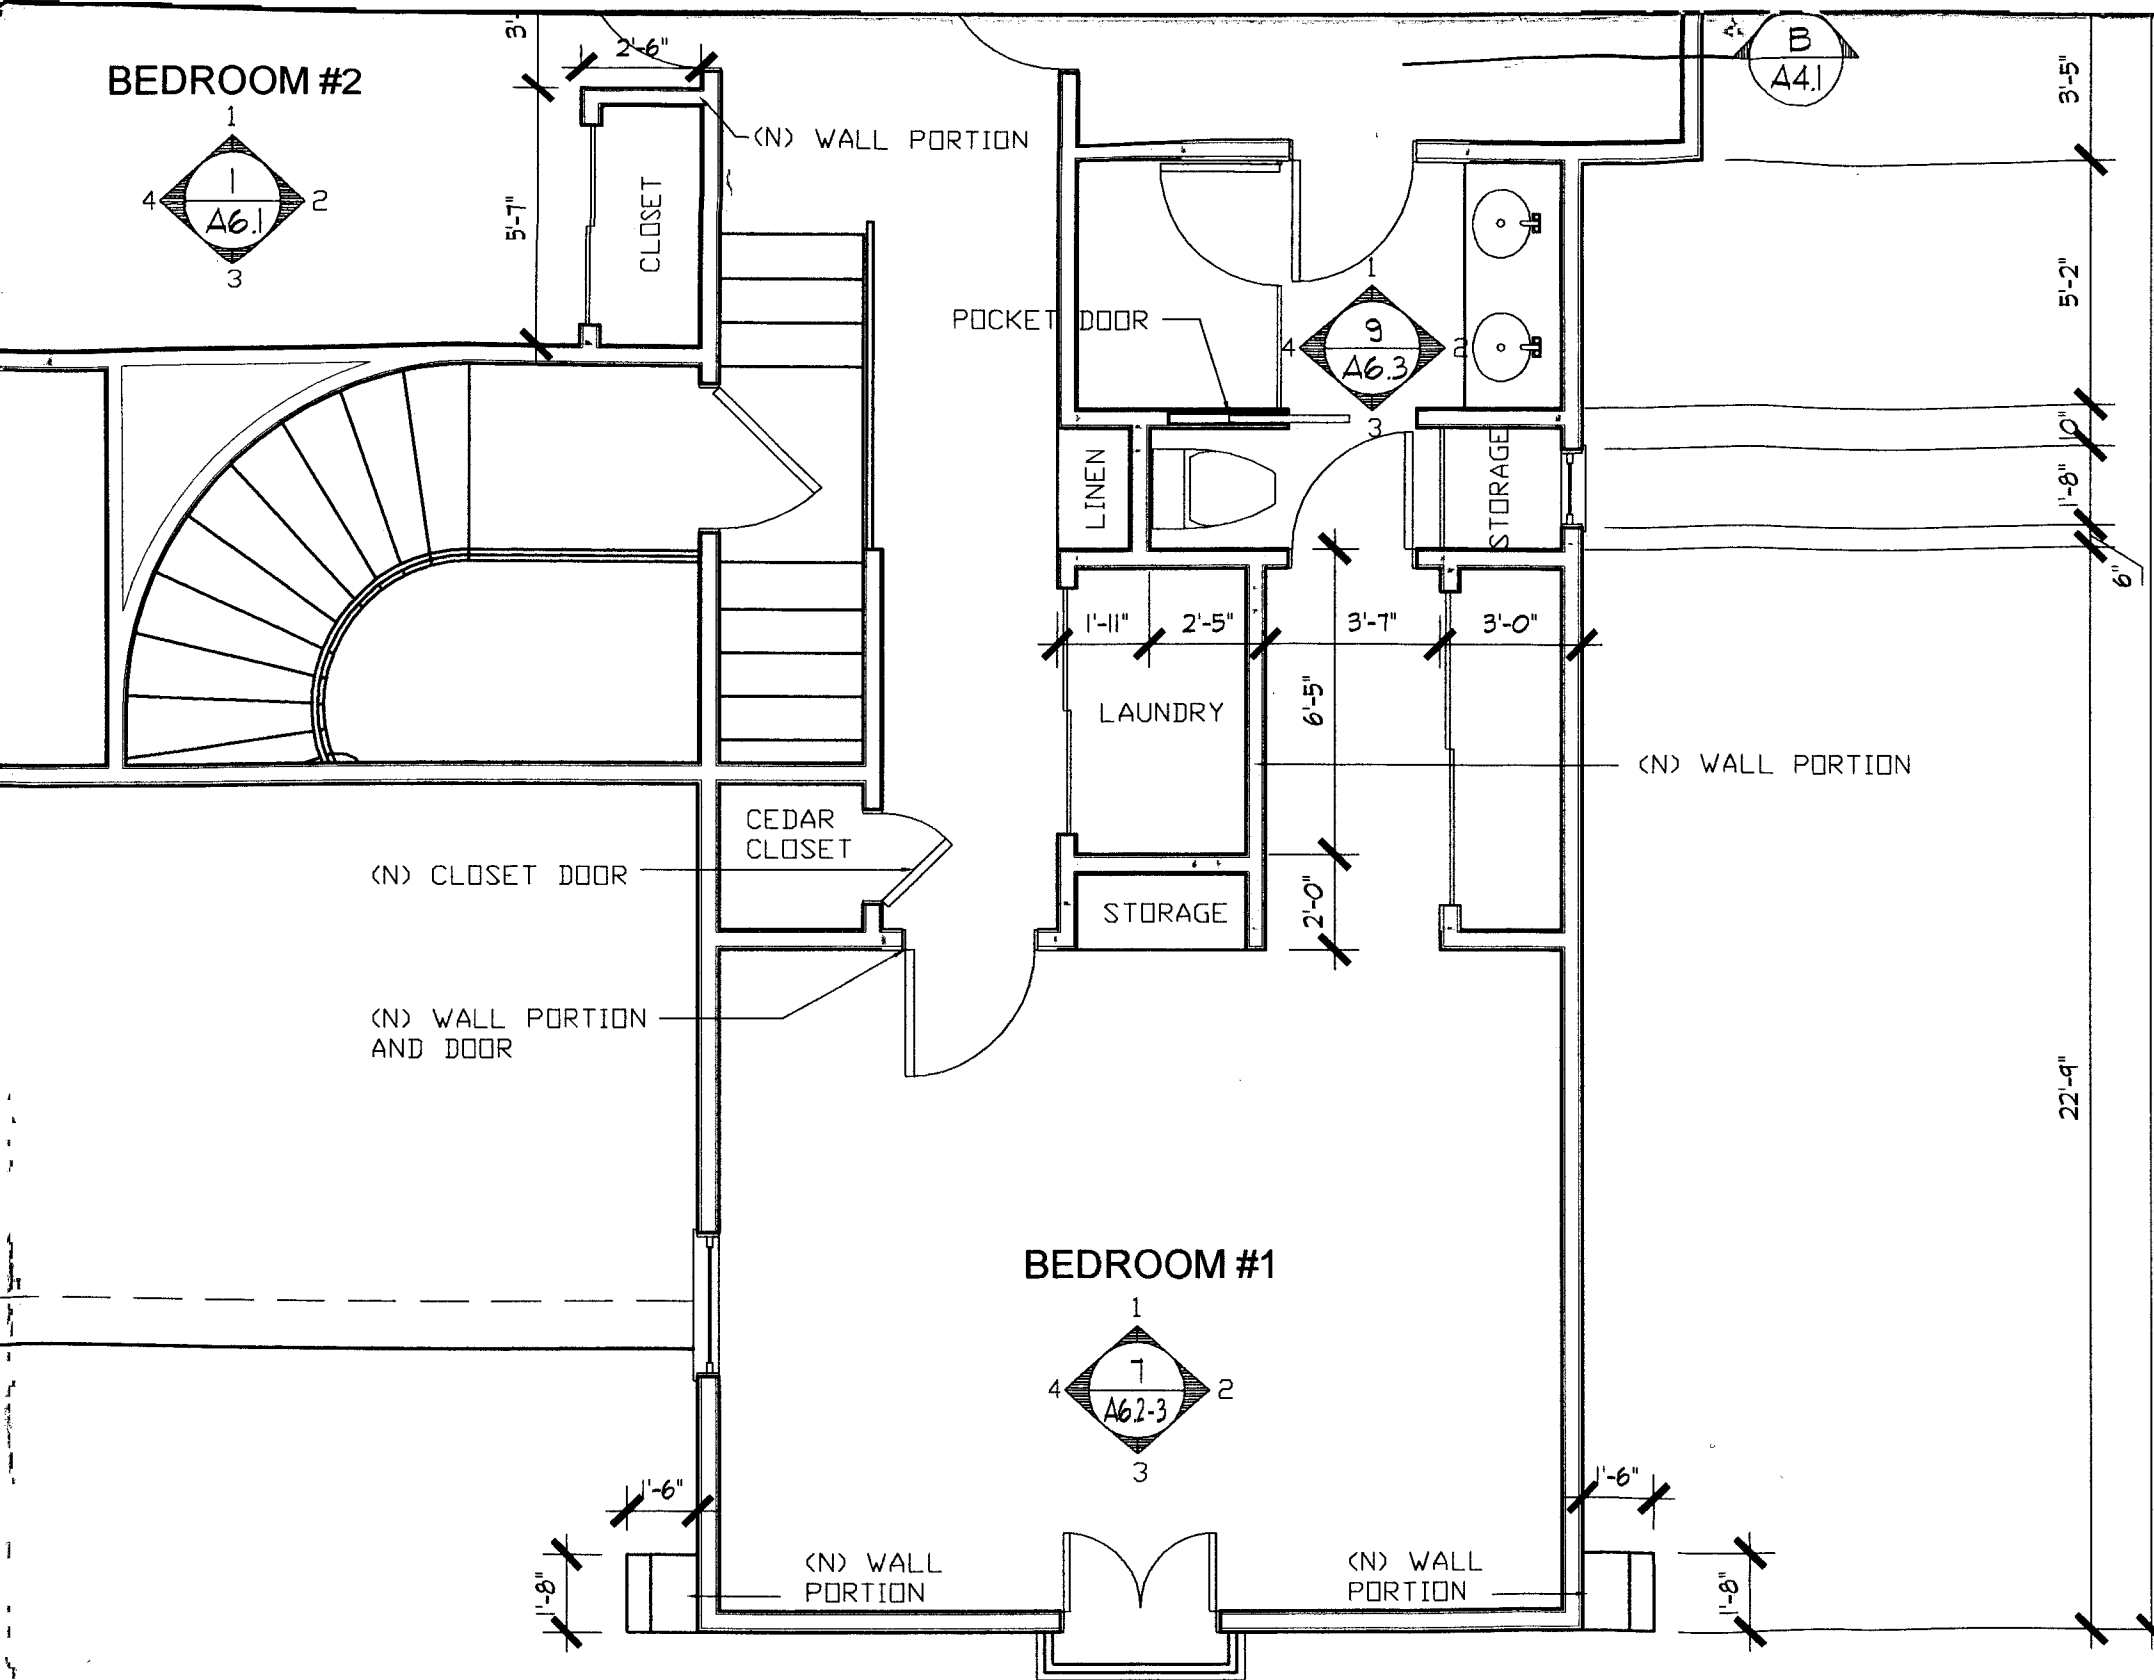 3'-
2'-6"
B
A4.1
3'-5"
BEDROOM #2
1
1
A6.1
4
2
3
(N) WALL PORTION
CLOSET
5'-7"
5'-2"
POCKET DOOR
1
9
A6.3
4
2
3
10"
1'-8"
6"
LINEN
STORAGE
1'-11"
2'-5"
3'-7"
3'-0"
6'-5"
LAUNDRY
(N) WALL PORTION
CEDAR
CLOSET
(N) CLOSET DOOR
STORAGE
2'-0"
(N) WALL PORTION
AND DOOR
22'-9"
BEDROOM #1
1
7
A6.2-3
4
2
3
1'-6"
1'-6"
1'-8"
(N) WALL
PORTION
(N) WALL
PORTION
1'-8"